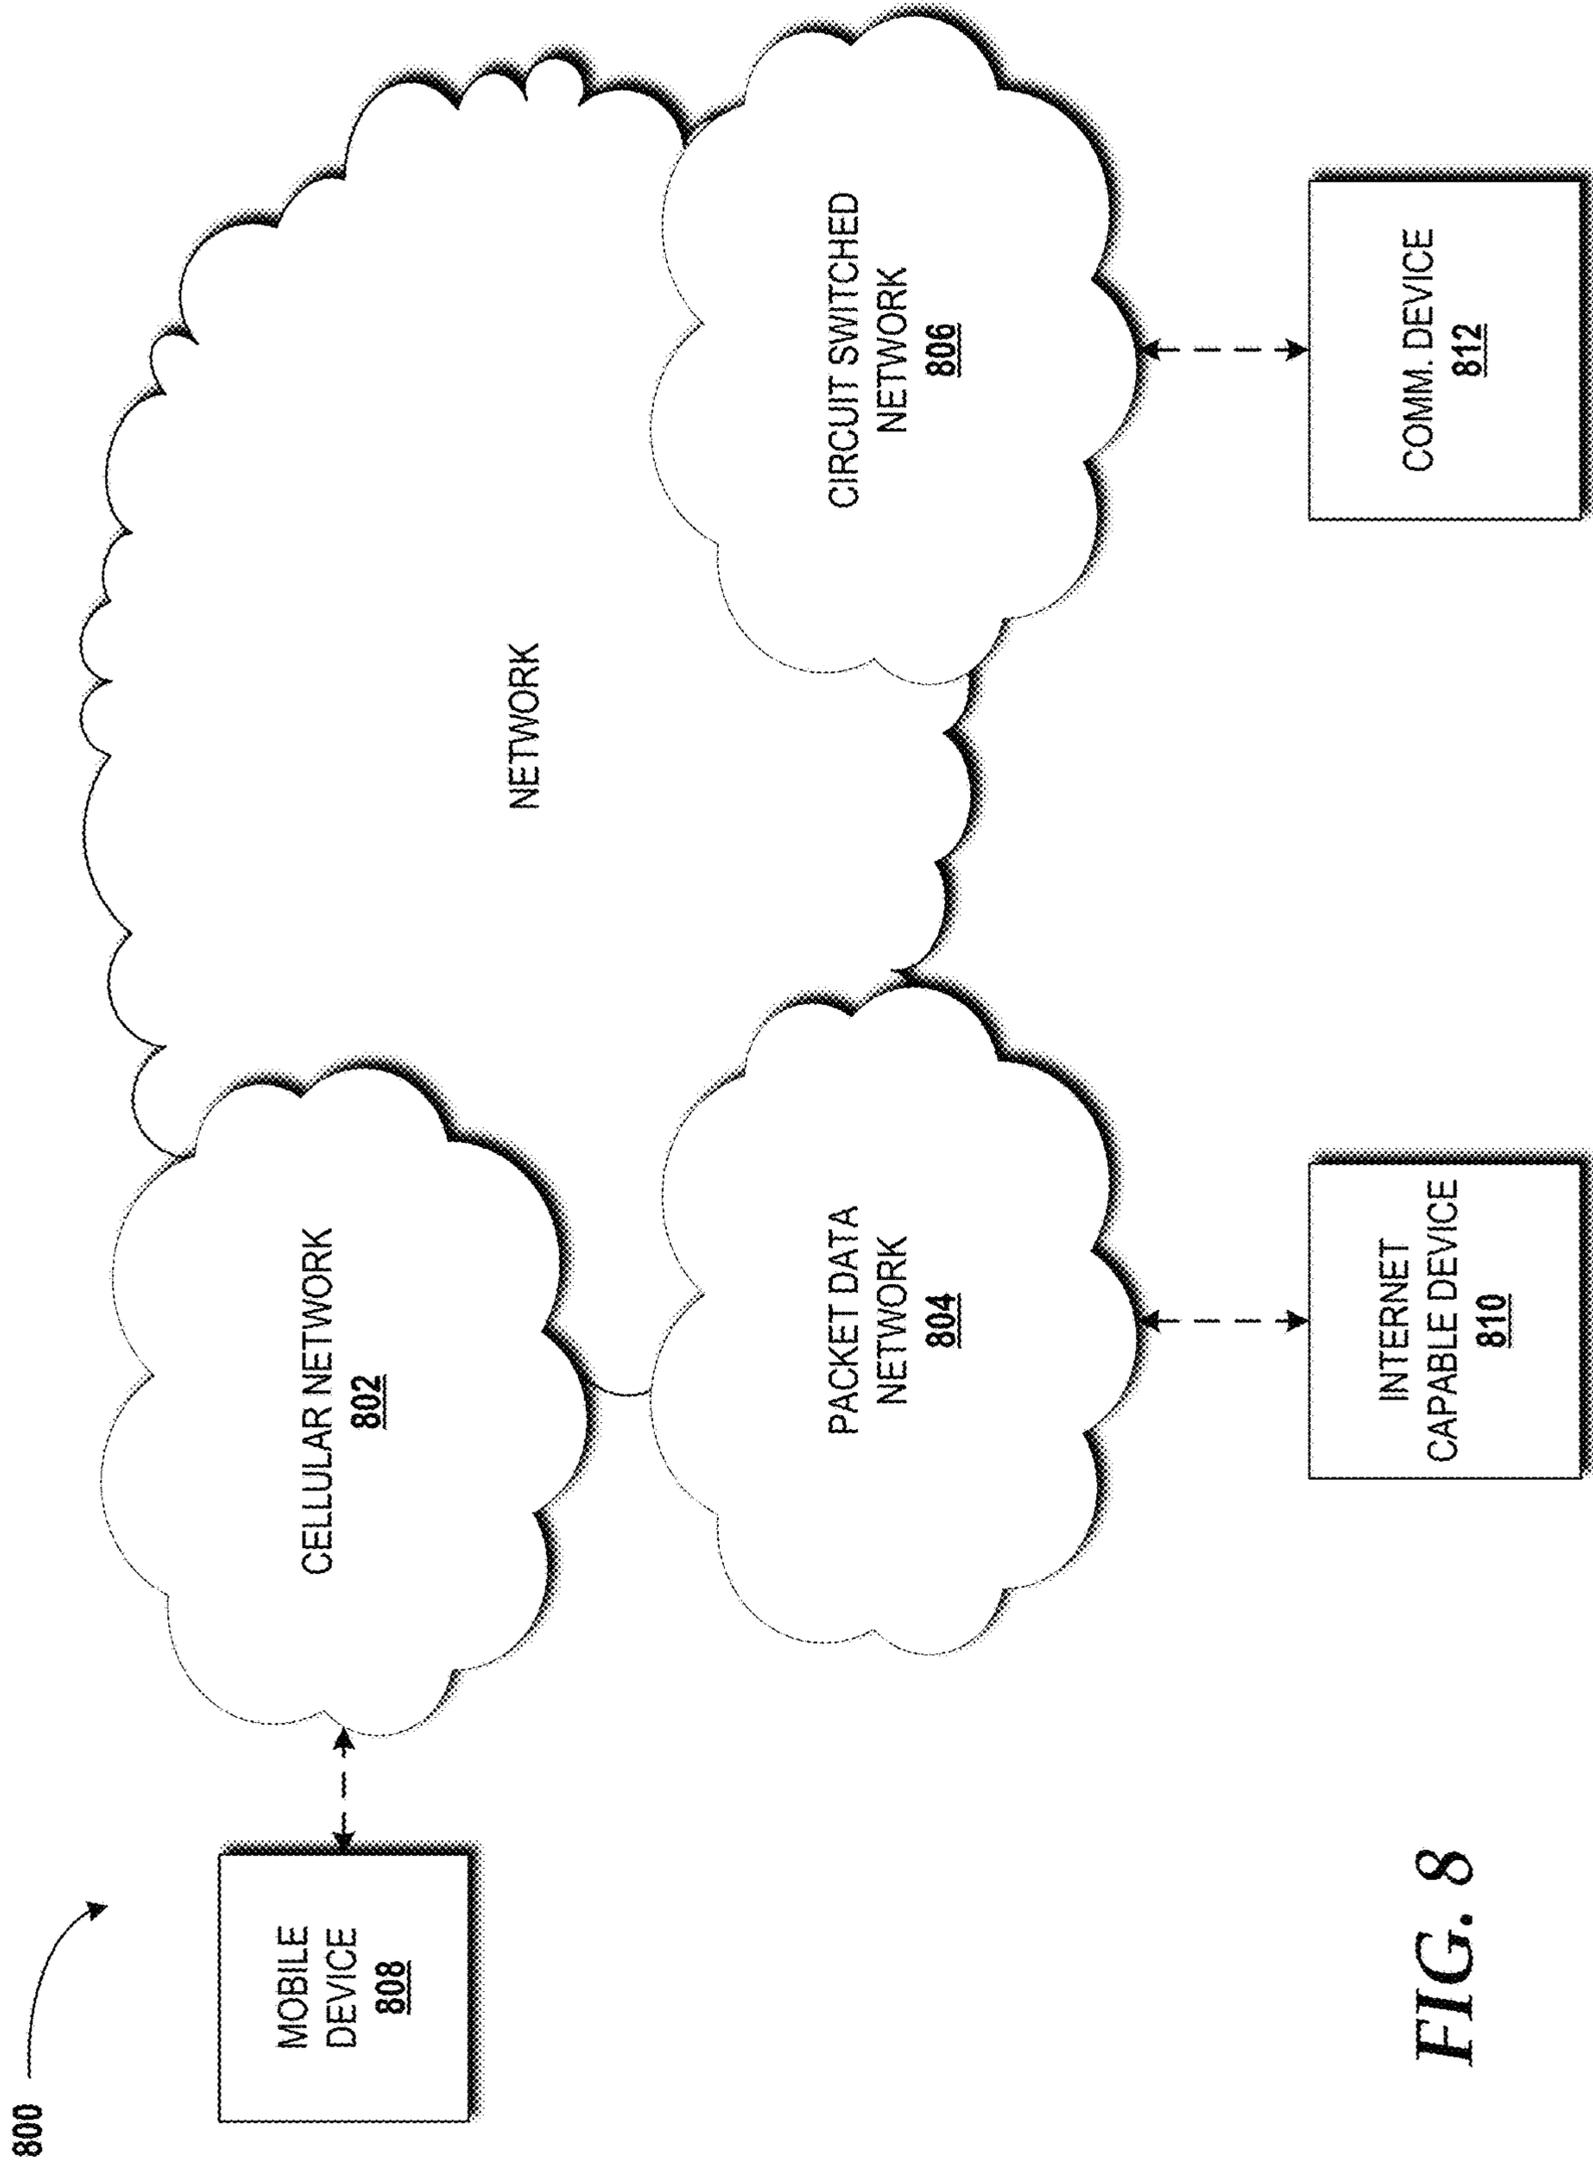 800
MOBILE
DEVICE
808
CELLULAR NETWORK
802
NETWORK
PACKET DATA
NETWORK
804
CIRCUIT SWITCHED
NETWORK
806
INTERNET
CAPABLE DEVICE
810
COMM. DEVICE
812
FIG. 8